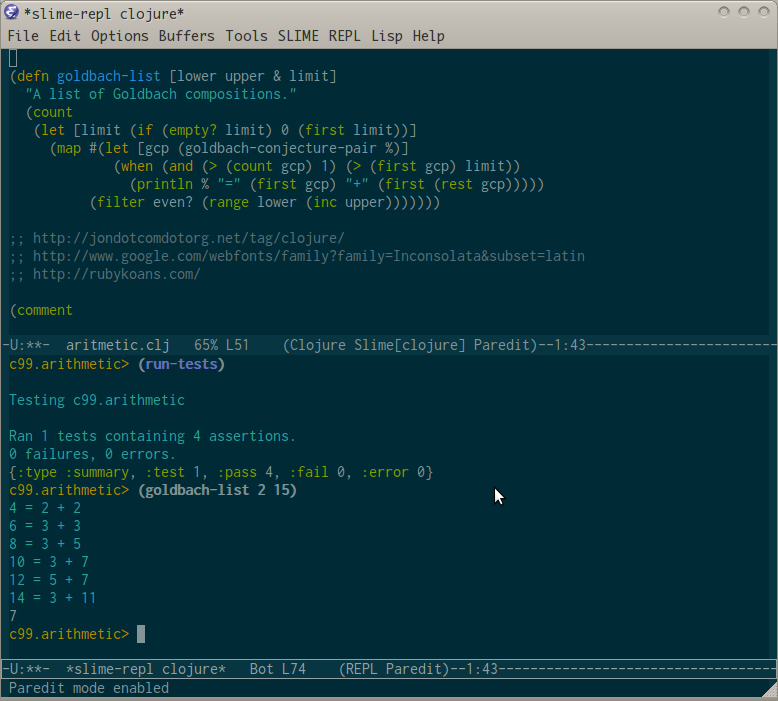 *slime-repl clojure*
File Edit Options Buffers Tools SLIME REPL Lisp Help
(defn goldbach-list [lower upper & limit]
  "A list of Goldbach compositions."
  (count
   (let [limit (if (empty? limit) 0 (first limit))]
     (map #(let [gcp (goldbach-conjecture-pair %)]
             (when (and (> (count gcp) 1) (> (first gcp) limit))
               (println % "=" (first gcp) "+" (first (rest gcp)))))
          (filter even? (range lower (inc upper)))))))
;; http://jondotcomdotorg.net/tag/clojure/
;; http://www.google.com/webfonts/family?family=Inconsolata&subset=latin
;; http://rubykoans.com/
(comment
-U:**-  aritmetic.clj   65% L51    (Clojure Slime[clojure] Paredit)--1:43------------------------
c99.arithmetic> (run-tests)
Testing c99.arithmetic
Ran 1 tests containing 4 assertions.
0 failures, 0 errors.
{:type :summary, :test 1, :pass 4, :fail 0, :error 0}
c99.arithmetic> (goldbach-list 2 15)
4 = 2 + 2
6 = 3 + 3
8 = 3 + 5
10 = 3 + 7
12 = 5 + 7
14 = 3 + 11
7
c99.arithmetic>
-U:**-  *slime-repl clojure*   Bot L74    (REPL Paredit)--1:43-----------------------------------
Paredit mode enabled